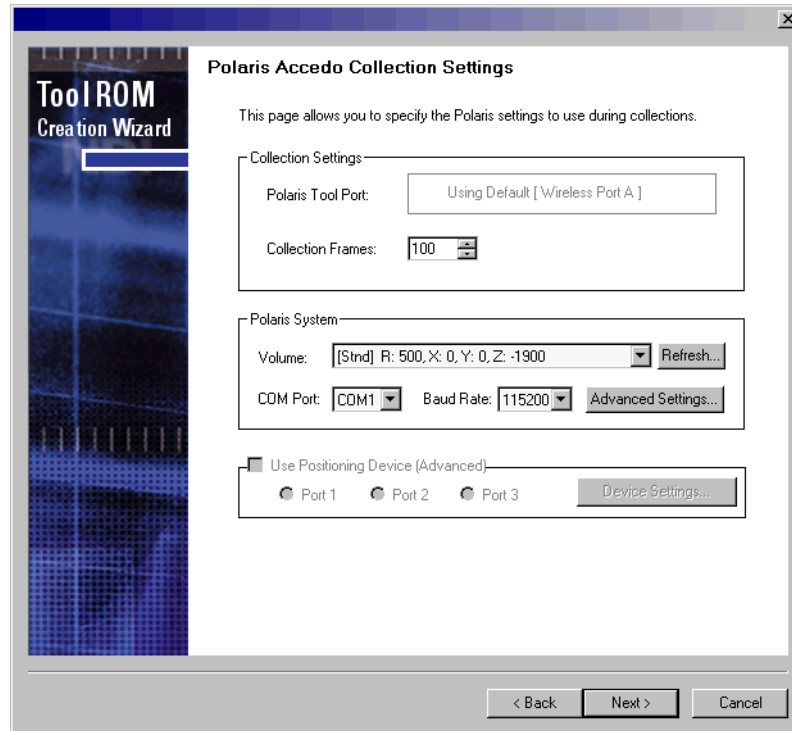 Tool ROM
Creation Wizard
Polaris Accedo Collection Settings
This page allows you to specify the Polaris settings to use during collections.
Collection Settings
Polaris Tool Port: Using Default [ Wireless Port A ]
Collection Frames: 100
Polaris System
Volume: [Stnd] R: 500, X: 0, Y: 0, Z: -1900 Refresh...
COM Port: COM1 Baud Rate: 115200 Advanced Settings...
Use Positioning Device (Advanced)
Port 1 Port 2 Port 3 Device Settings...
< Back Next > Cancel